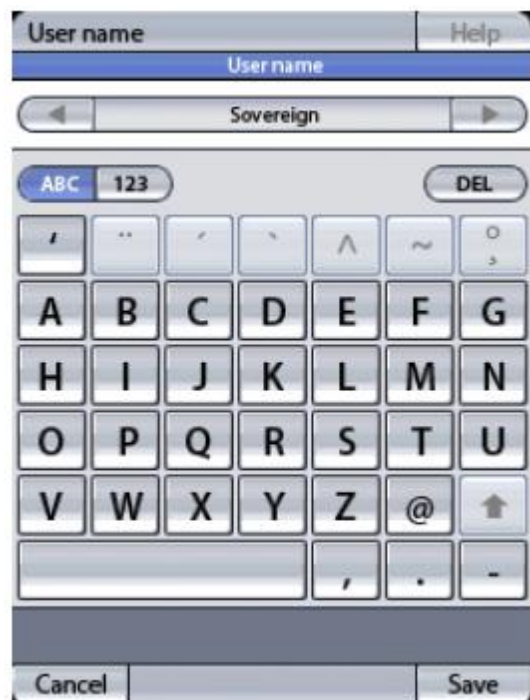 User name Help
User name
Sovereign
ABC 123 DEL
' ¨ ´ ` ^ ~ ° ¸
A B C D E F G
H I J K L M N
O P Q R S T U
V W X Y Z @
, . -
Cancel Save